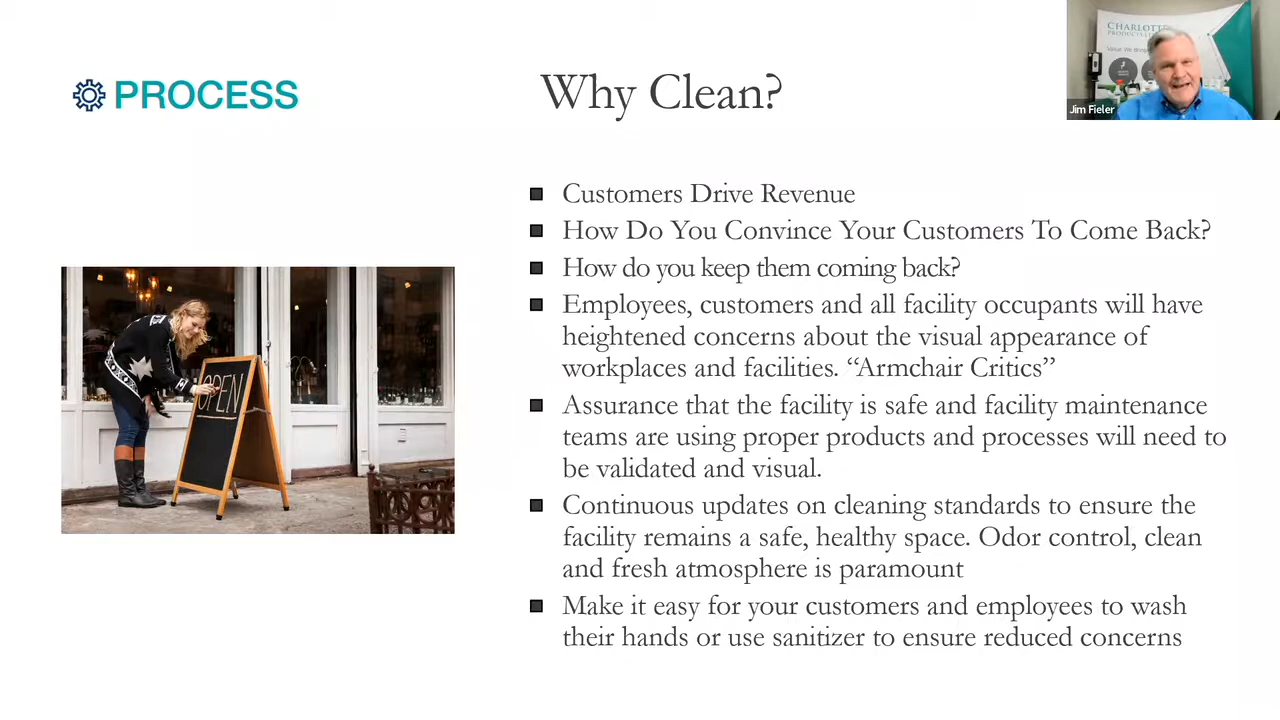 PROCESS
Why Clean?
CHARLOTTE
PRODUCTS
Jim Fieler
Customers Drive Revenue
How Do You Convince Your Customers To Come Back?
How do you keep them coming back?
Employees, customers and all facility occupants will have
heightened concerns about the visual appearance of
workplaces and facilities. “Armchair Critics”
Assurance that the facility is safe and facility maintenance
teams are using proper products and processes will need to
be validated and visual.
Continuous updates on cleaning standards to ensure the
facility remains a safe, healthy space. Odor control, clean
and fresh atmosphere is paramount
Make it easy for your customers and employees to wash
their hands or use sanitizer to ensure reduced concerns
OPEN